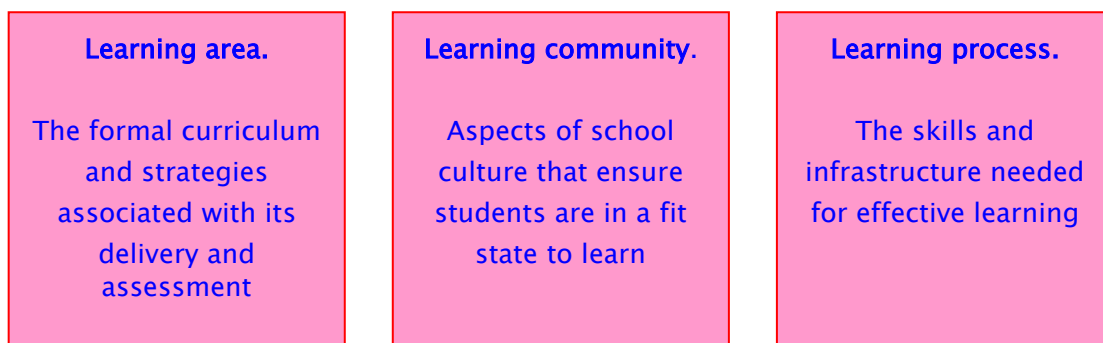 Learning area.
The formal curriculum
and strategies
associated with its
delivery and
assessment
Learning community.
Aspects of school
culture that ensure
students are in a fit
state to learn
Learning process.
The skills and
infrastructure needed
for effective learning